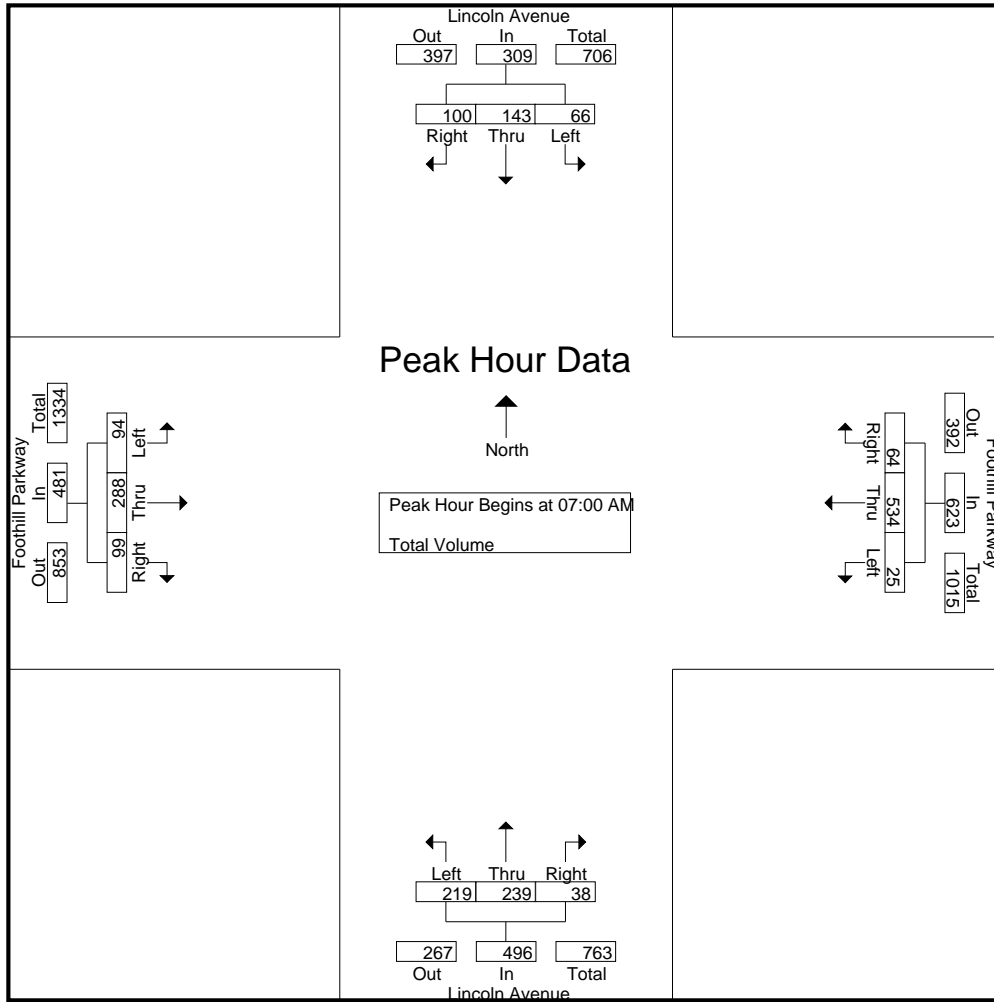 Lincoln Avenue
Out In Total
397 309 706
100 143 66
Right Thru Left
Peak Hour Data
North
Peak Hour Begins at 07:00 AM
Total Volume
Foothill Parkway
Out In Total
853 481 1334
94 288 99
Left Thru Right
Foothill Parkway
Out In Total
392 623 1015
64 534 25
Right Thru Left
Left Thru Right
219 239 38
267 496 763
Out In Total
Lincoln Avenue